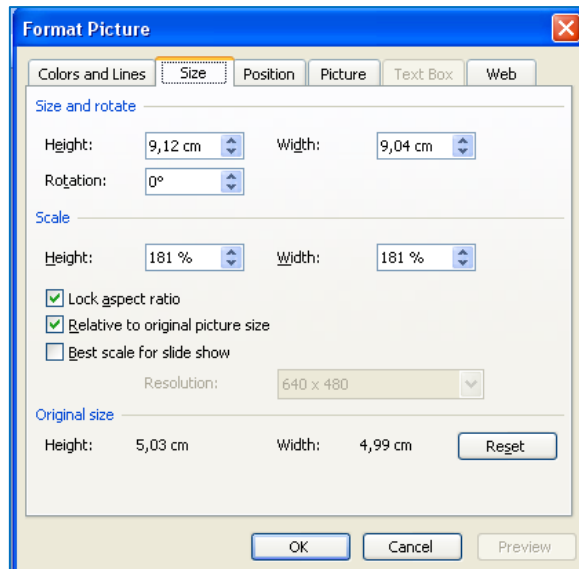 Format Picture
Colors and Lines Size Position Picture Text Box Web
Size and rotate
Height: 9,12 cm Width: 9,04 cm
Rotation: 0°
Scale
Height: 181 % Width: 181 %
Lock aspect ratio
Relative to original picture size
Best scale for slide show
Resolution: 640 x 480
Original size
Height: 5,03 cm Width: 4,99 cm Reset
OK Cancel Preview